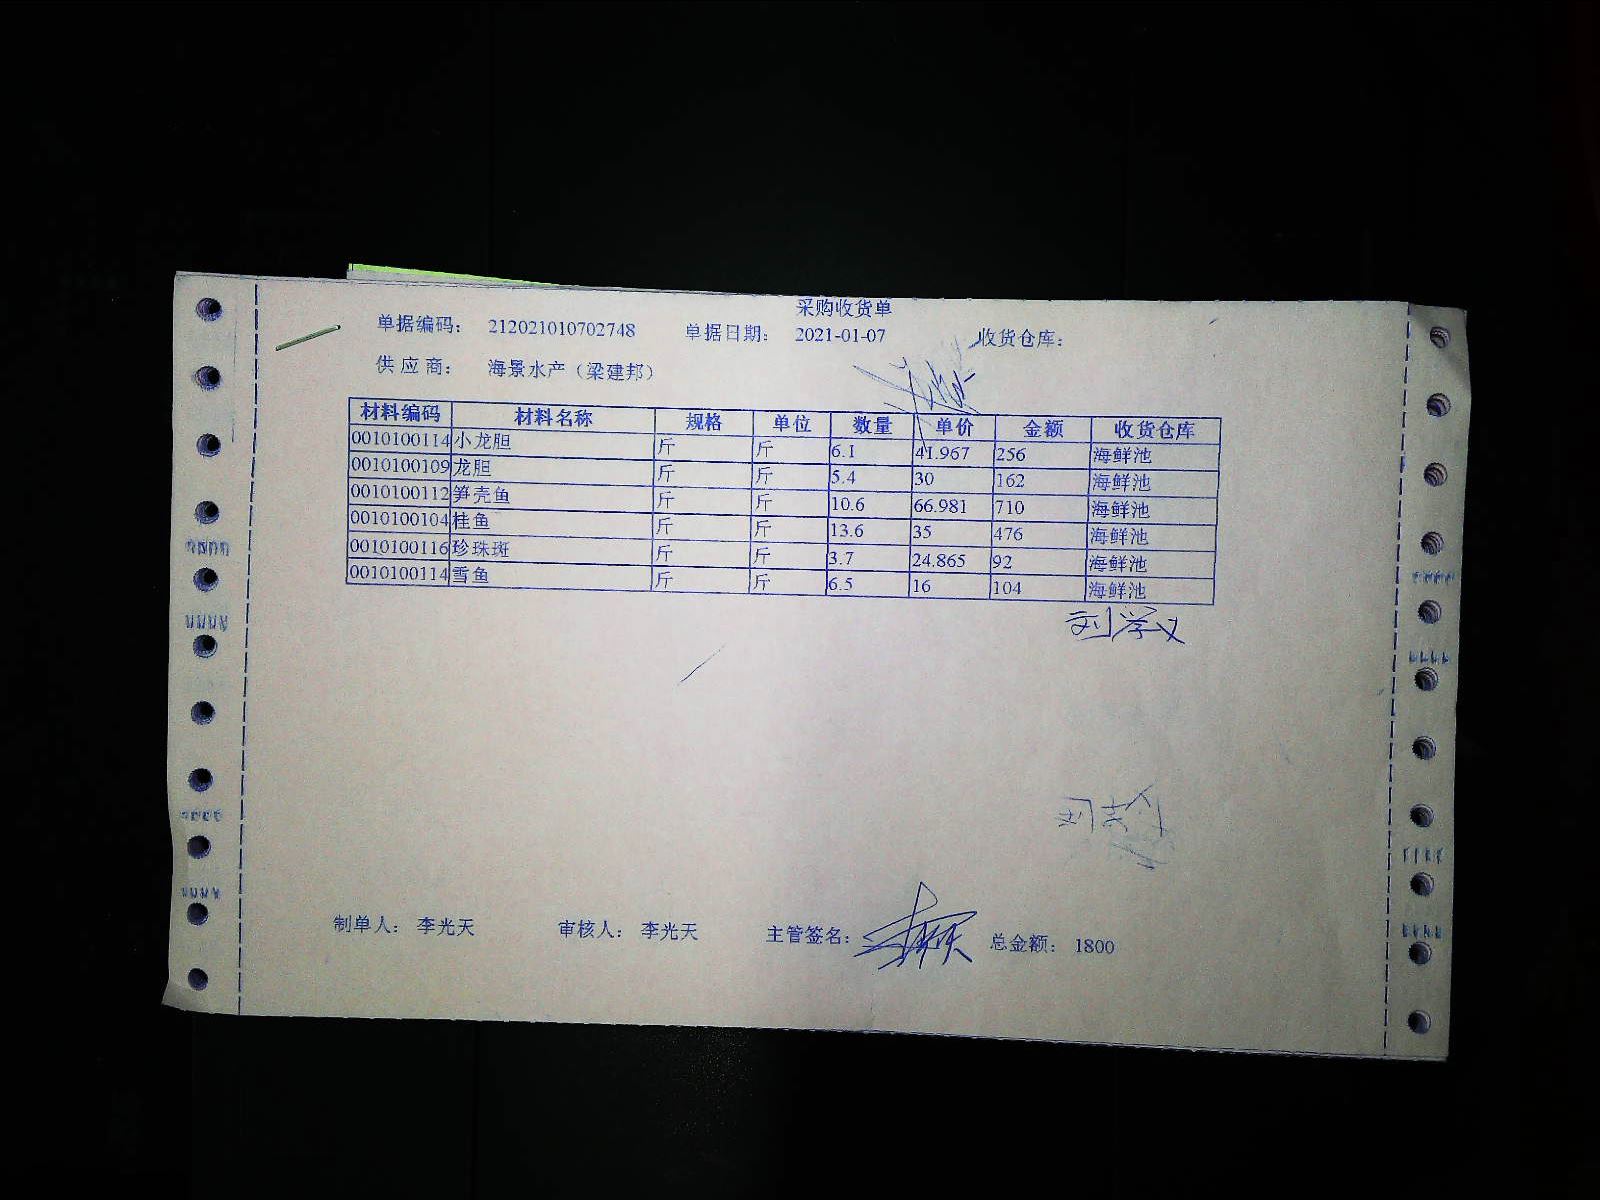 采购收货单
单据编码: 212021010702748 单据日期: 2021-01-07 收货仓库:
供应商: 海景水产(梁建邦)
材料编码 材料名称 规格 单位 数量 单价 金额 收货仓库
0010100114 小龙胆 斤 斤 6.1 41.967 256 海鲜池
0010100109 龙胆 斤 斤 5.4 30 162 海鲜池
0010100112 笋壳鱼 斤 斤 10.6 66.981 710 海鲜池
0010100104 桂鱼 斤 斤 13.6 35 476 海鲜池
0010100116 珍珠斑 斤 斤 3.7 24.865 92 海鲜池
0010100114 雪鱼 斤 斤 6.5 16 104 海鲜池
刘学义
制单人: 李光天 审核人: 李光天 主管签名: 总金额: 1800